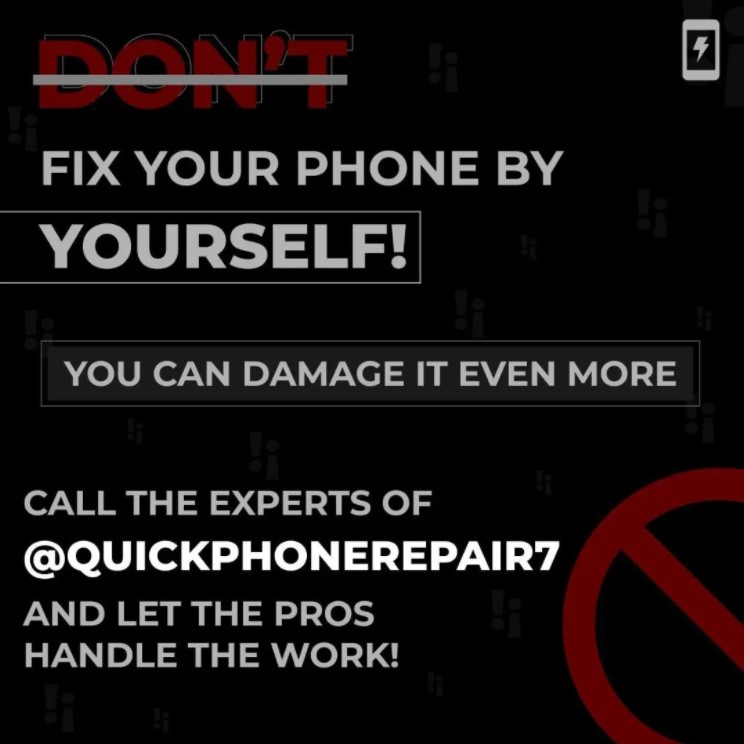 DON'T
FIX YOUR PHONE BY
YOURSELF!
YOU CAN DAMAGE IT EVEN MORE
CALL THE EXPERTS OF
@QUICKPHONEREPAIR7
AND LET THE PROS
HANDLE THE WORK!